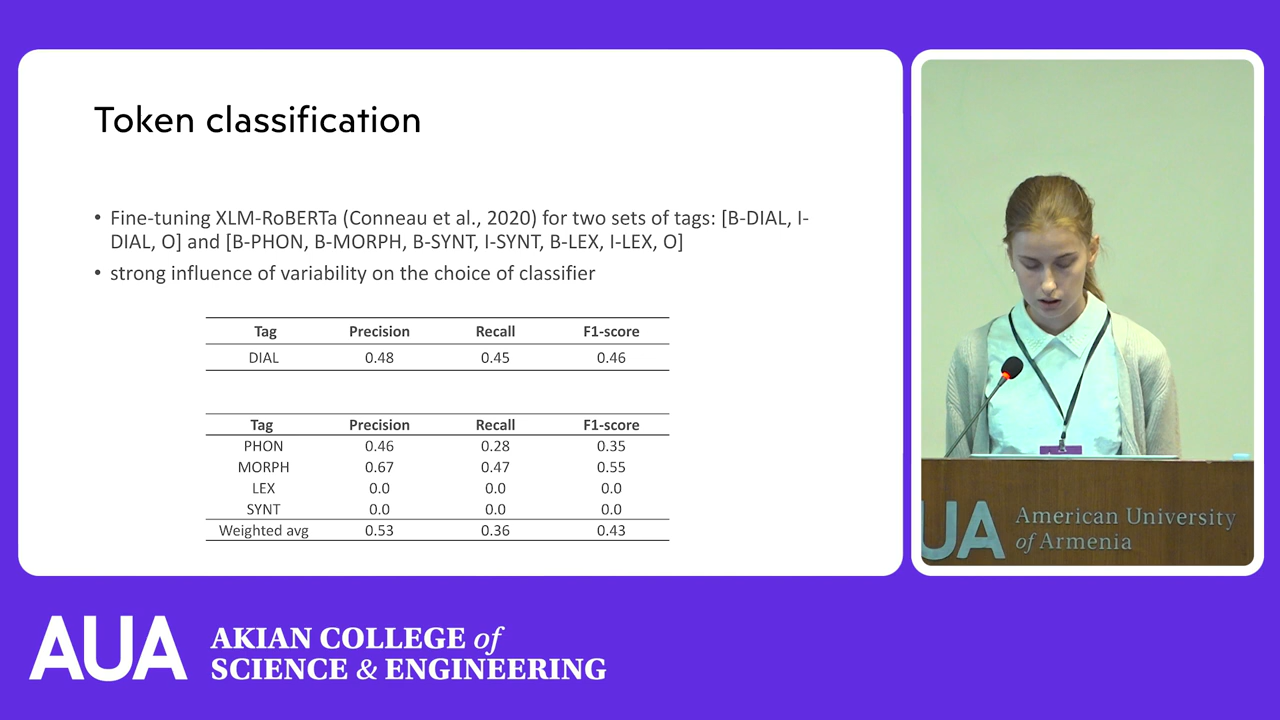 Token classification
• Fine-tuning XLM-RoBERTa (Conneau et al., 2020) for two sets of tags: [B-DIAL, I-
DIAL, O] and [B-PHON, B-MORPH, B-SYNT, I-SYNT, B-LEX, I-LEX, O]
• strong influence of variability on the choice of classifier
Tag Precision Recall F1-score
DIAL 0.48 0.45 0.46
Tag Precision Recall F1-score
PHON 0.46 0.28 0.35
MORPH 0.67 0.47 0.55
LEX 0.0 0.0 0.0
SYNT 0.0 0.0 0.0
Weighted avg 0.53 0.36 0.43
UA American University
of Armenia
AUA AKIAN COLLEGE of
SCIENCE & ENGINEERING